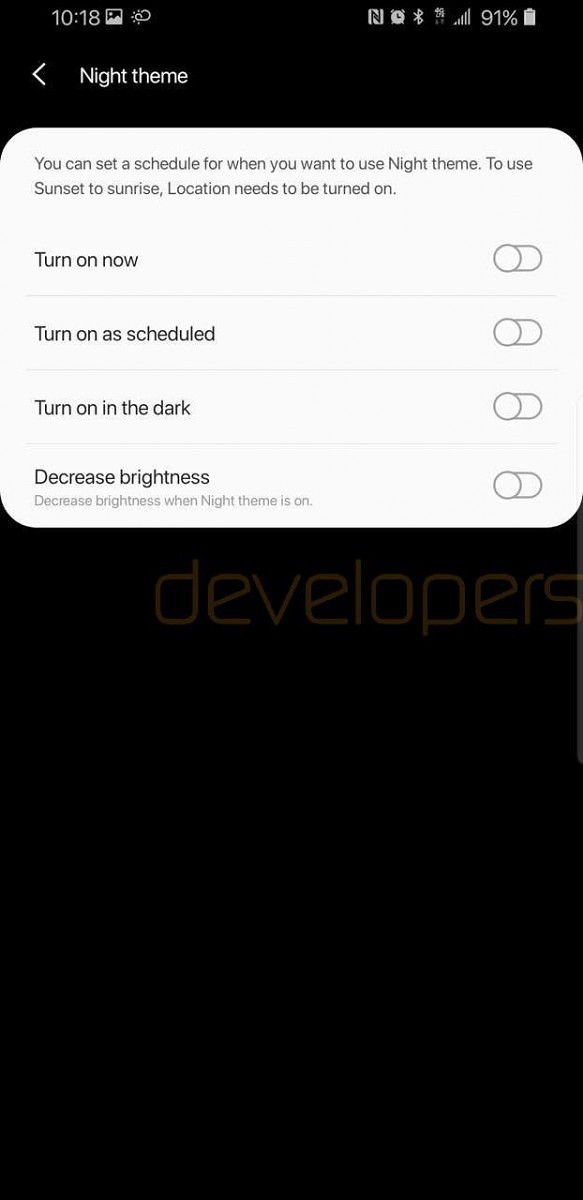 10:18 91%
Night theme
You can set a schedule for when you want to use Night theme. To use
Sunset to sunrise, Location needs to be turned on.
Turn on now
Turn on as scheduled
Turn on in the dark
Decrease brightness
Decrease brightness when Night theme is on.
developers